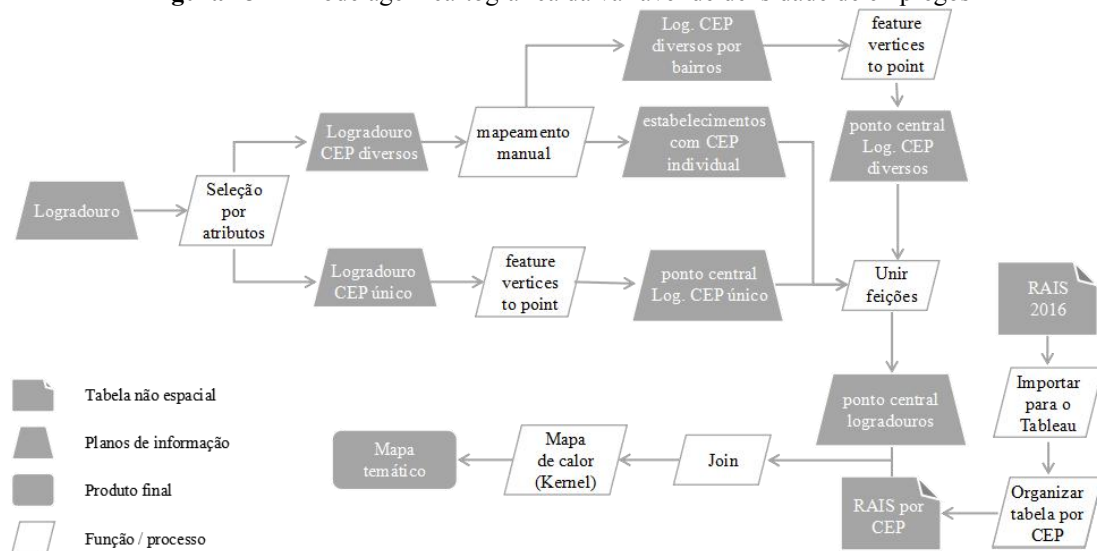 Log. CEP
diversos por
bairros
feature
vertices
to point
Logradouro
CEP diversos
mapeamento
manual
estabelecimentos
com CEP
individual
ponto central
Log. CEP
diversos
Logradouro
Seleção
por
atributos
Logradouro
CEP único
feature
vertices
to point
ponto central
Log. CEP único
Unir
feições
RAIS
2016
Importar
para o
Tableau
ponto central
logradouros
Organizar
tabela por
CEP
RAIS por
CEP
Join
Mapa
de calor
(Kernel)
Mapa
temático
Tabela não espacial
Planos de informação
Produto final
Função / processo